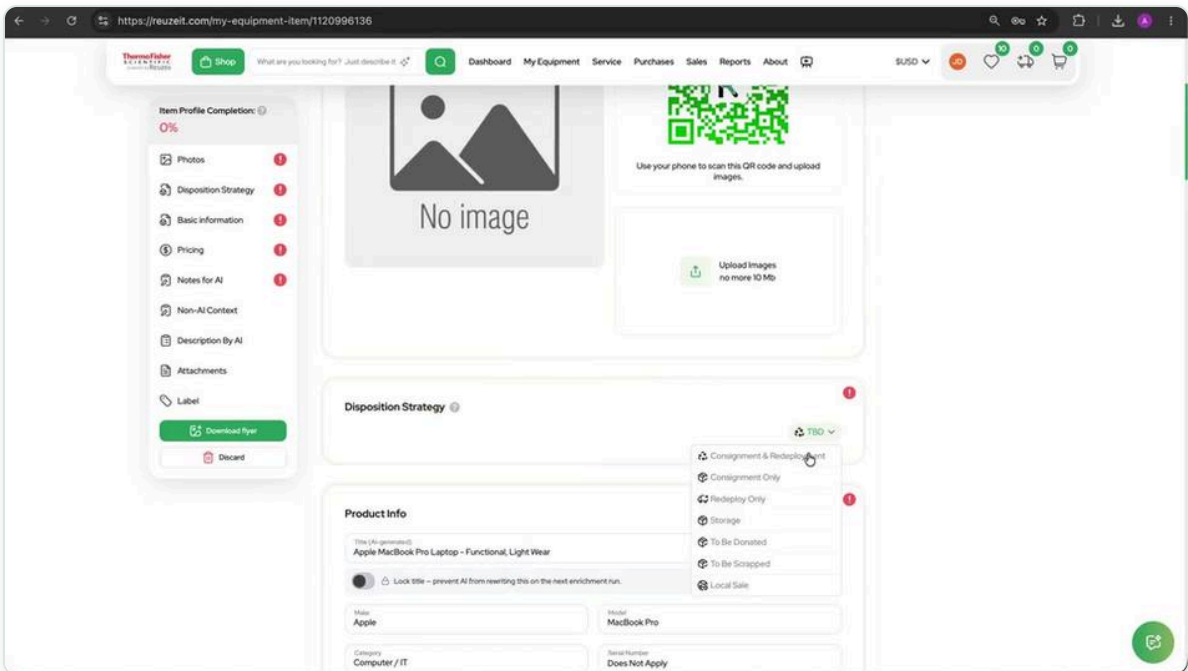 https://reuzeit.com/my-equipment-item/1120996136
ThermoFisher
SCIENTIFIC
Shop
What are you looking for? Just describe it
Dashboard
My Equipment
Service
Purchases
Sales
Reports
About
$USD
JD
10
0
0
Item Profile Completion:
0%
Photos
Disposition Strategy
Basic information
Pricing
Notes for AI
Non-AI Context
Description By AI
Attachments
Label
Download flyer
Discard
No image
Use your phone to scan this QR code and upload
images.
Upload Images
no more 10 Mb
Disposition Strategy
TBD
Consignment & Redeployment
Consignment Only
Redeploy Only
Storage
To Be Donated
To Be Scrapped
Local Sale
Product Info
Title (AI-generated)
Apple MacBook Pro Laptop - Functional, Light Wear
Lock title – prevent AI from rewriting this on the next enrichment run.
Make
Apple
Model
MacBook Pro
Category
Computer / IT
Serial Number
Does Not Apply